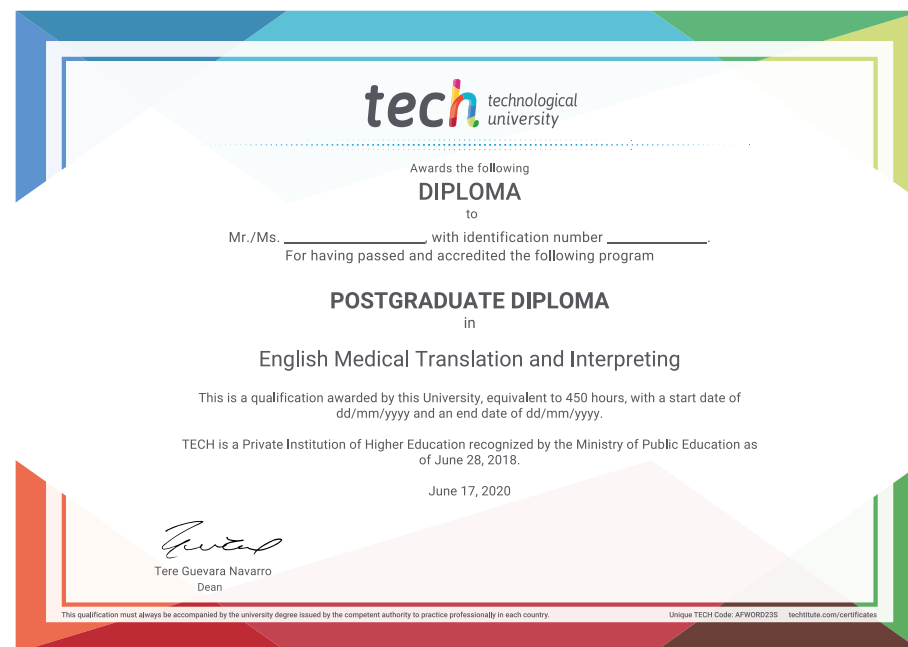 tech technological
university
Awards the following
DIPLOMA
to
Mr./Ms. ____________________, with identification number ______________.
For having passed and accredited the following program
POSTGRADUATE DIPLOMA
in
English Medical Translation and Interpreting
This is a qualification awarded by this University, equivalent to 450 hours, with a start date of
dd/mm/yyyy and an end date of dd/mm/yyyy.
TECH is a Private Institution of Higher Education recognized by the Ministry of Public Education as
of June 28, 2018.
June 17, 2020
Tere Guevara Navarro
Dean
This qualification must always be accompanied by the university degree issued by the competent authority to practice professionally in each country. Unique TECH Code: AFWORD23S techtitute.com/certificates